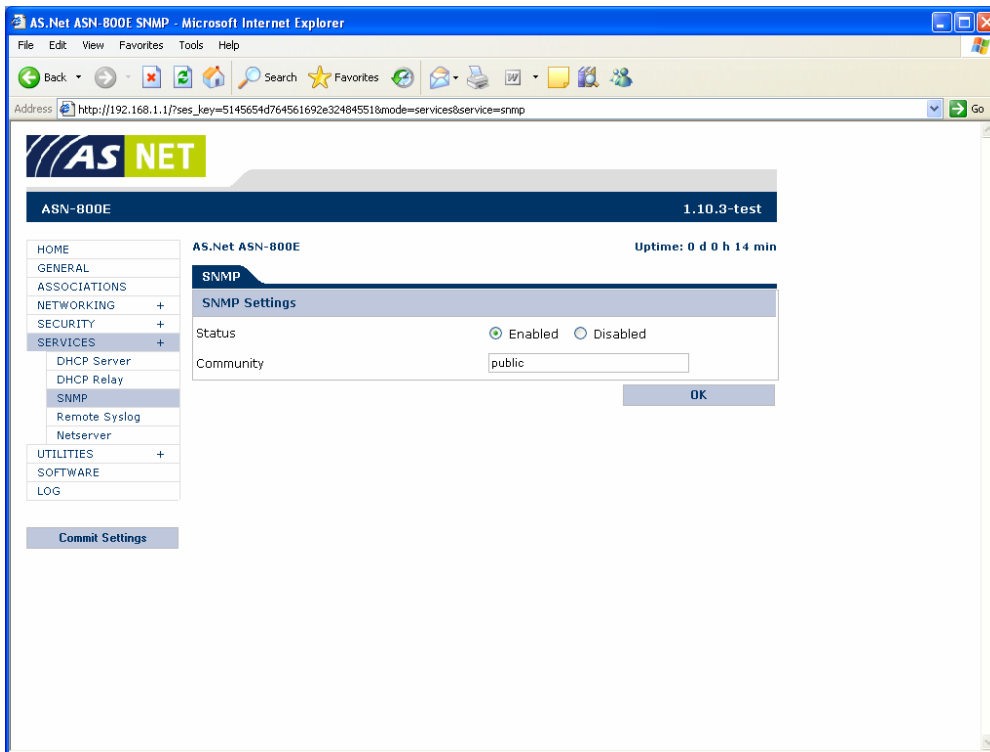 AS.Net ASN-800E SNMP - Microsoft Internet Explorer
File Edit View Favorites Tools Help
Back Search Favorites
Address http://192.168.1.1/?ses_key=5145654d764561692e32484551&mode=services&service=snmp Go
AS NET
ASN-800E 1.10.3-test
AS.Net ASN-800E Uptime: 0 d 0 h 14 min
HOME
GENERAL
ASSOCIATIONS
NETWORKING +
SECURITY +
SERVICES +
DHCP Server
DHCP Relay
SNMP
Remote Syslog
Netserver
UTILITIES +
SOFTWARE
LOG
Commit Settings
SNMP
SNMP Settings
Status Enabled Disabled
Community public
OK